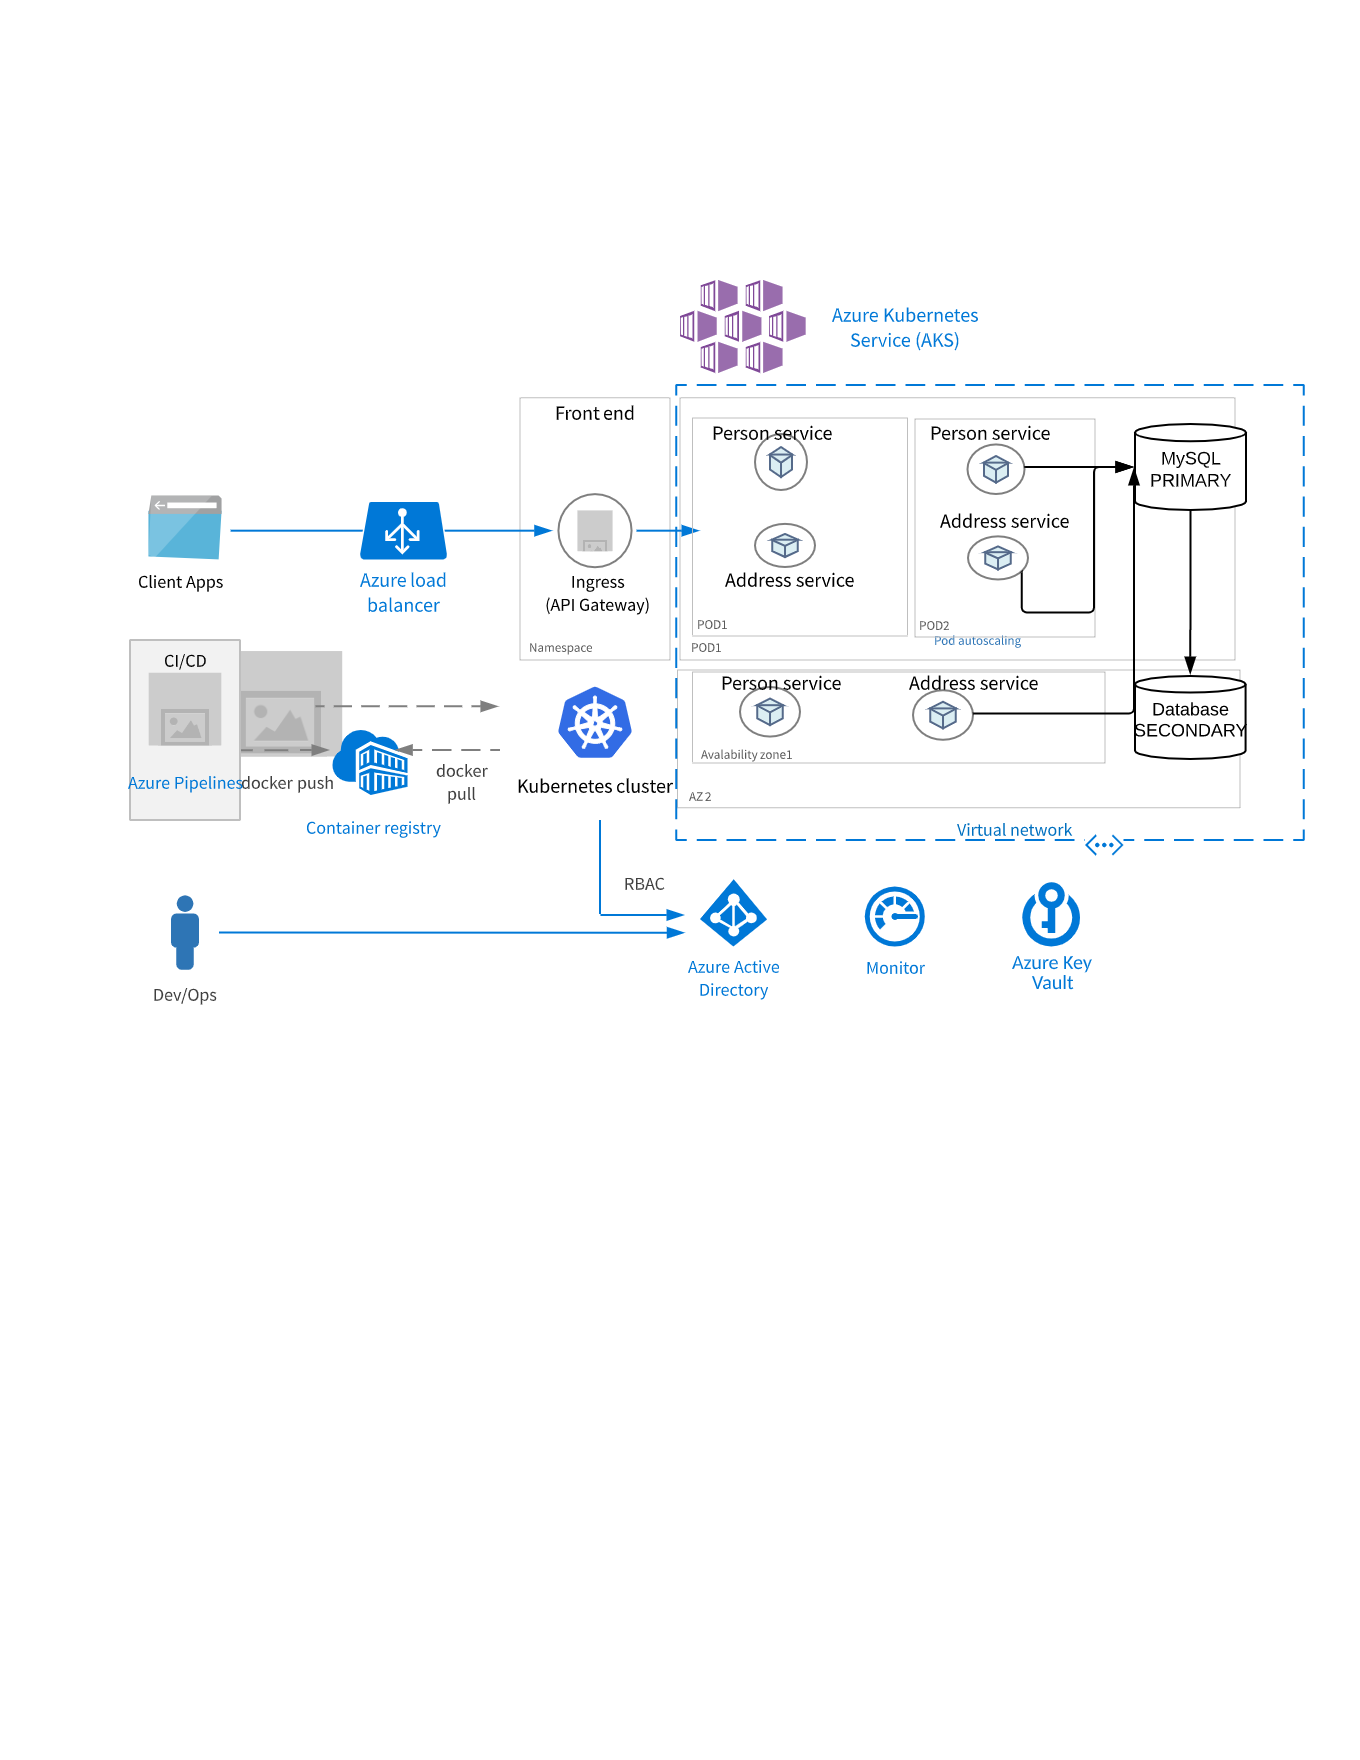 Azure Kubernetes
Service (AKS)
Front end
Person service
Person service
MySQL
PRIMARY
Address service
Client Apps
Azure load
balancer
Ingress
(API Gateway)
Address service
POD1
POD2
Pod autoscaling
Namespace
POD1
CI/CD
Person service
Address service
Database
SECONDARY
Avalability zone1
Azure Pipelines
docker push
docker
pull
Kubernetes cluster
AZ 2
Container registry
Virtual network
RBAC
Azure Active
Directory
Monitor
Azure Key
Vault
Dev/Ops